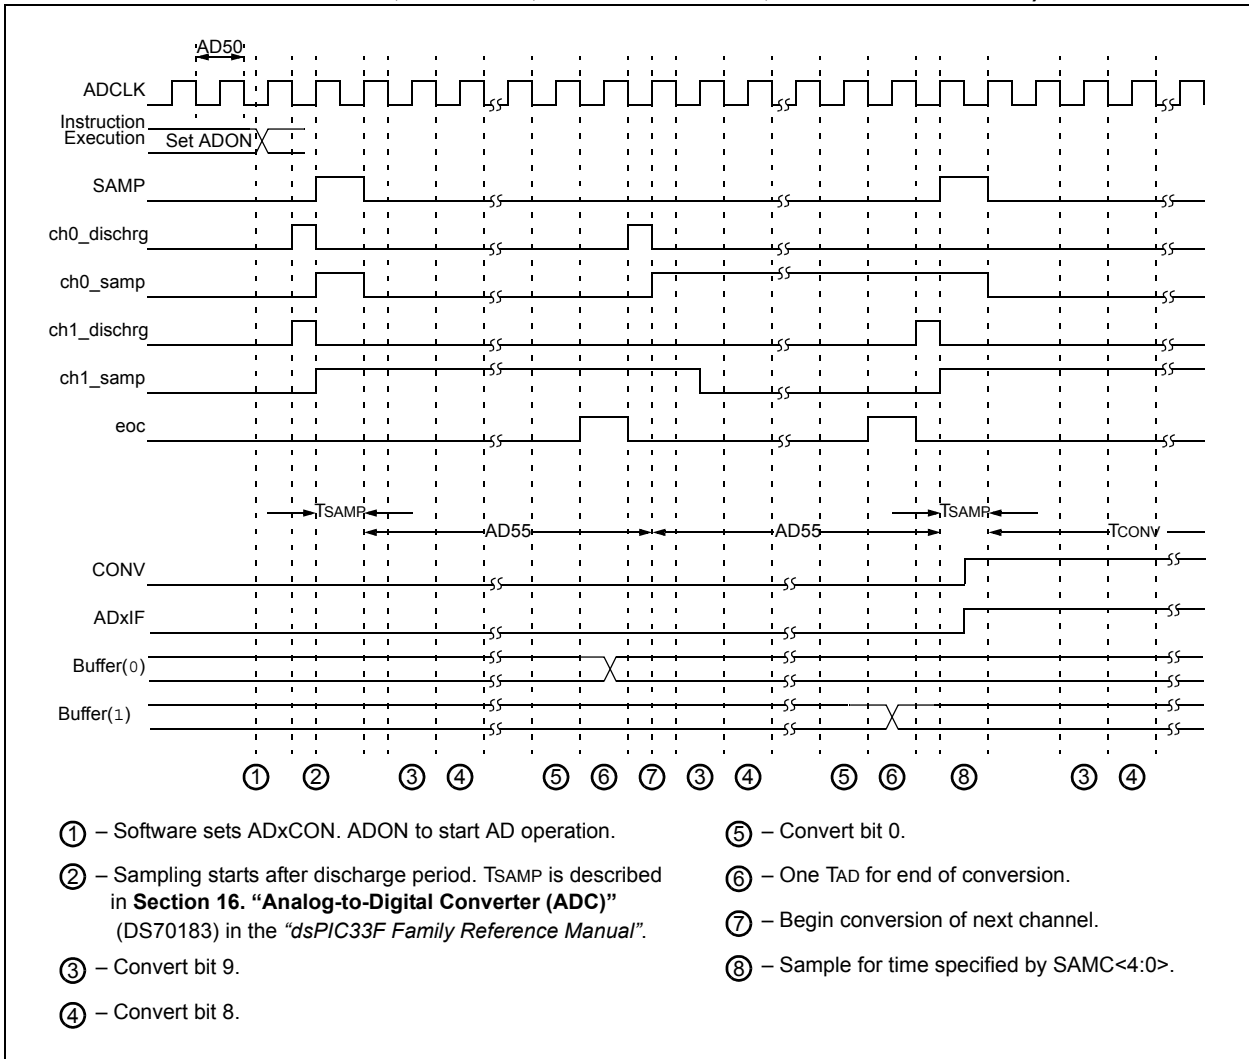 AD50
ADCLK
Instruction
Execution
Set ADON
SAMP
ch0_dischrg
ch0_samp
ch1_dischrg
ch1_samp
eoc
TSAMP
TSAMP
AD55
AD55
TCONV
CONV
ADxIF
Buffer(0)
Buffer(1)
1 2 3 4 5 6 7 3 4 5 6 8 3 4
1 – Software sets ADxCON. ADON to start AD operation.
2 – Sampling starts after discharge period. TSAMP is described
in Section 16. “Analog-to-Digital Converter (ADC)”
(DS70183) in the “dsPIC33F Family Reference Manual”.
3 – Convert bit 9.
4 – Convert bit 8.
5 – Convert bit 0.
6 – One TAD for end of conversion.
7 – Begin conversion of next channel.
8 – Sample for time specified by SAMC<4:0>.